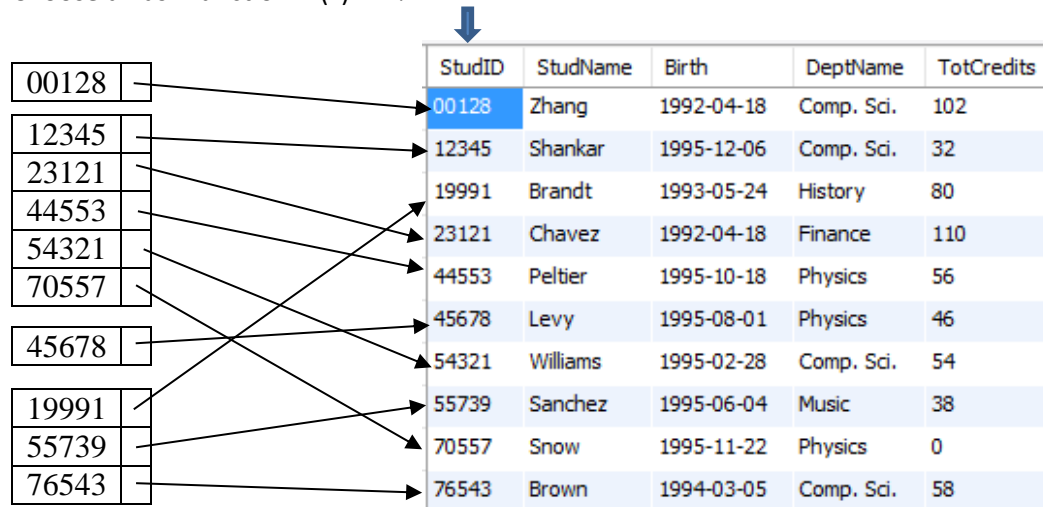 00128
12345
23121
44553
54321
70557
45678
19991
55739
76543
StudID StudName Birth DeptName TotCredits
00128 Zhang 1992-04-18 Comp. Sci. 102
12345 Shankar 1995-12-06 Comp. Sci. 32
19991 Brandt 1993-05-24 History 80
23121 Chavez 1992-04-18 Finance 110
44553 Peltier 1995-10-18 Physics 56
45678 Levy 1995-08-01 Physics 46
54321 Williams 1995-02-28 Comp. Sci. 54
55739 Sanchez 1995-06-04 Music 38
70557 Snow 1995-11-22 Physics 0
76543 Brown 1994-03-05 Comp. Sci. 58